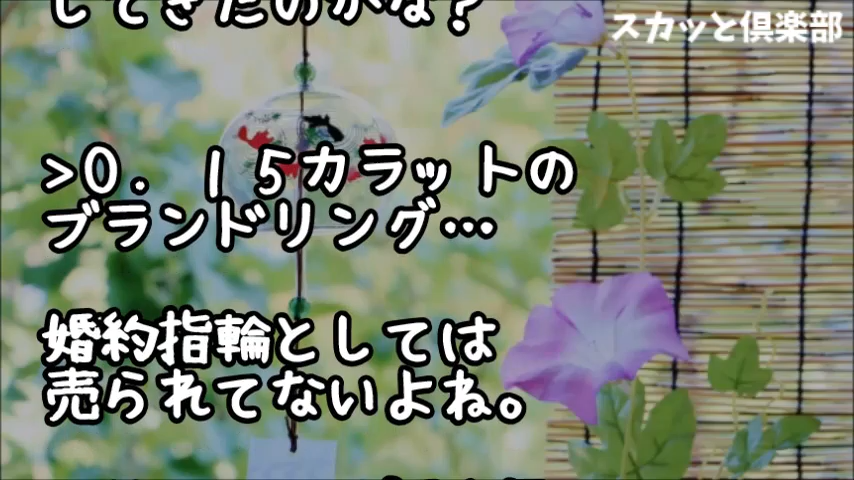 してきたのかな？
スカッと倶楽部
>０．１５カラットの
ブランドリング…
婚約指輪としては
売られてないよね。